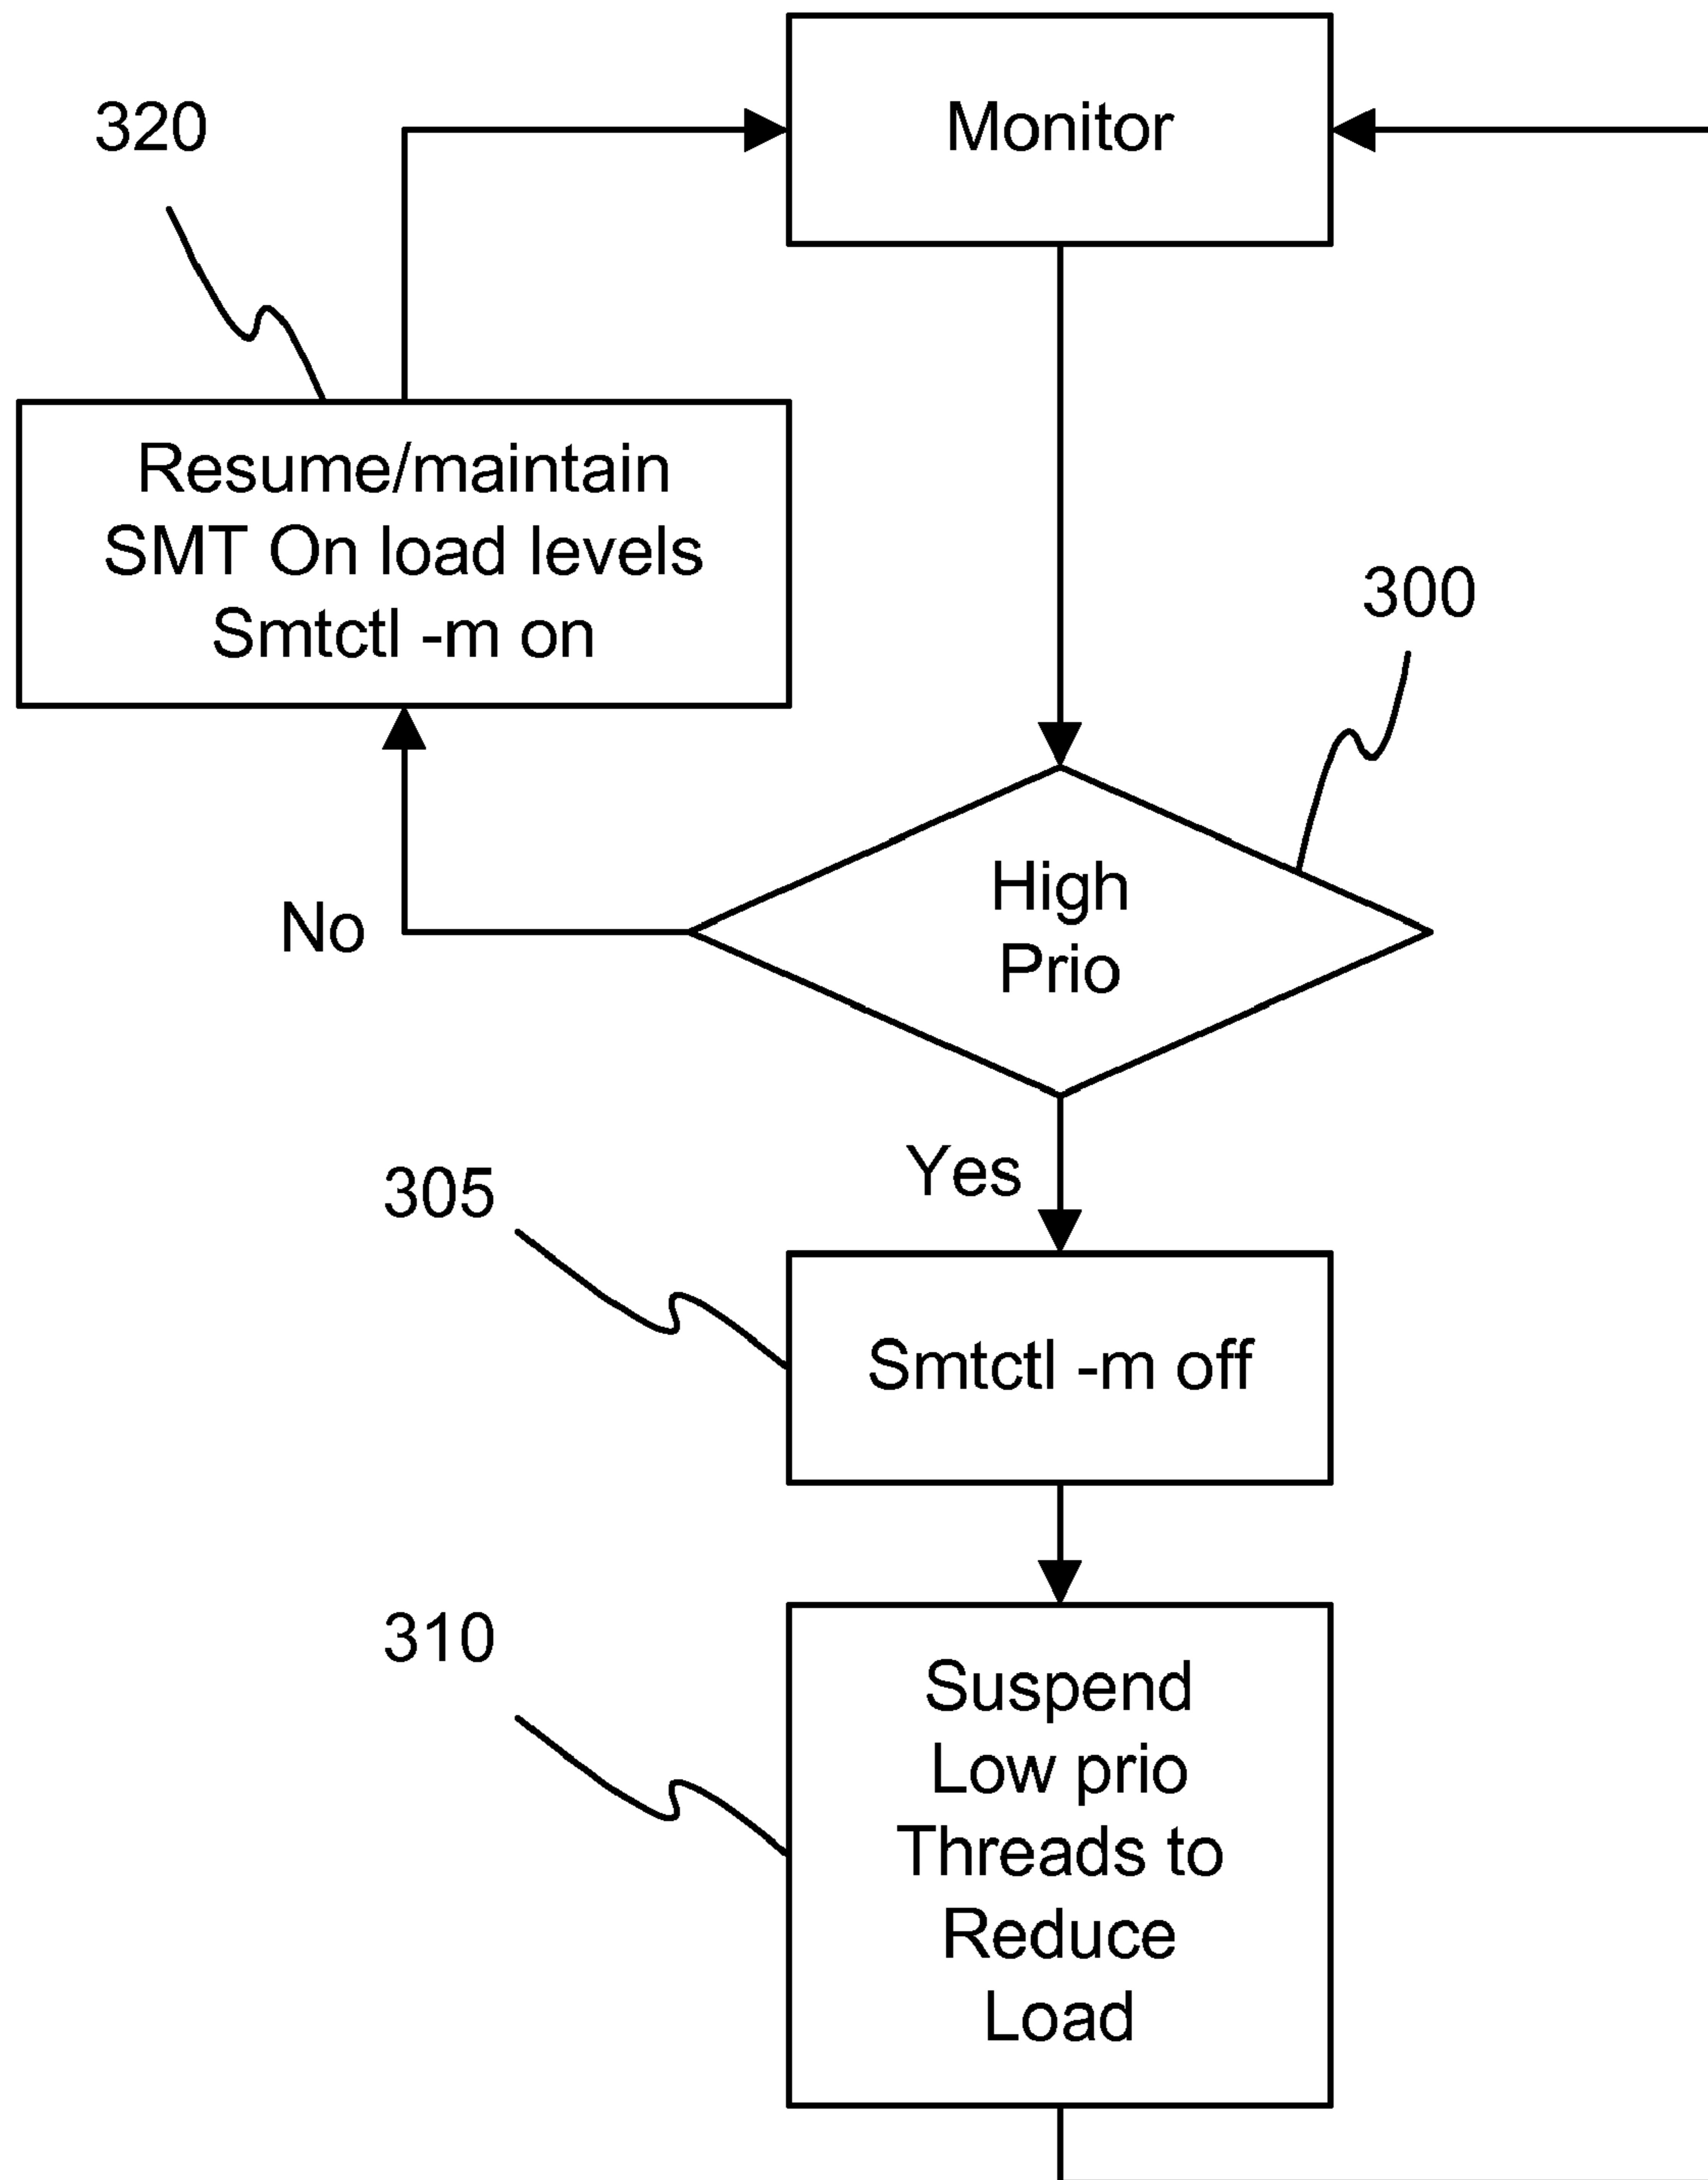 Monitor
320
Resume/maintain
SMT On load levels
Smtctl -m on
300
High
Prio
No
Yes
305
Smtctl -m off
310
Suspend
Low prio
Threads to
Reduce
Load